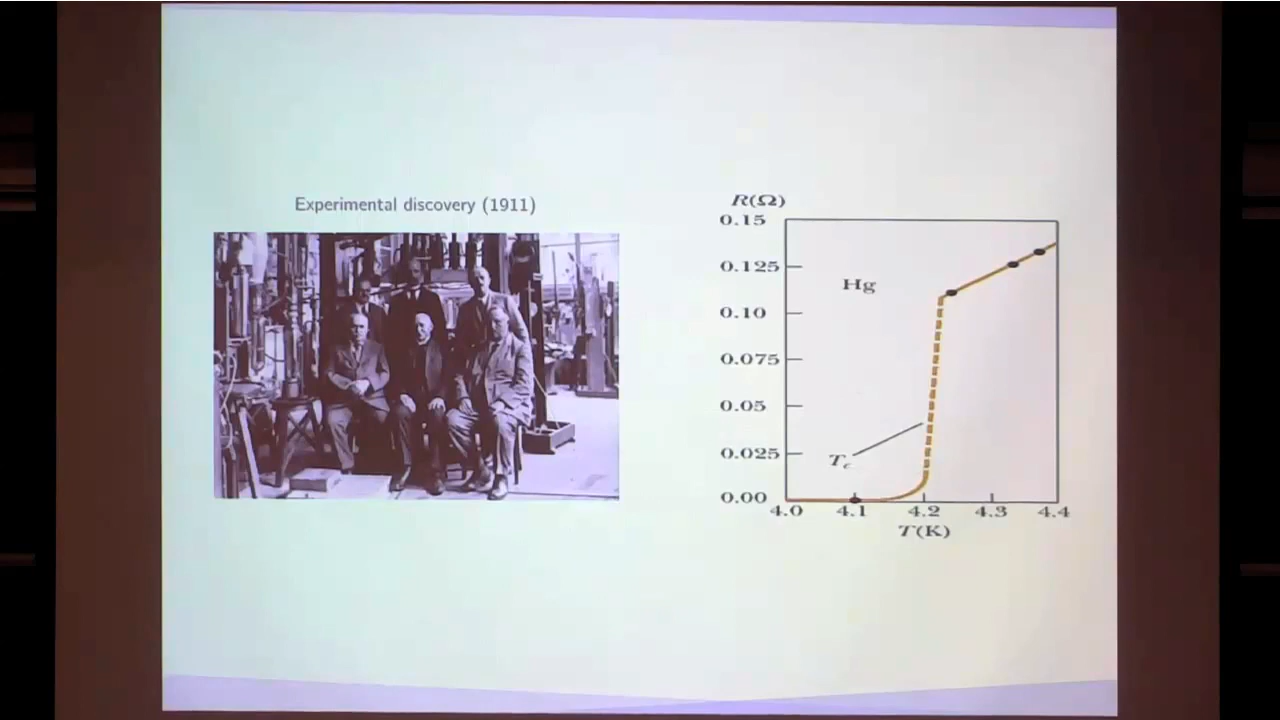 Experimental discovery (1911)
R(Ω)
0.15
0.125
Hg
0.10
0.075
0.05
0.025
Tc
0.00
4.0 4.1 4.2 4.3 4.4
T(K)